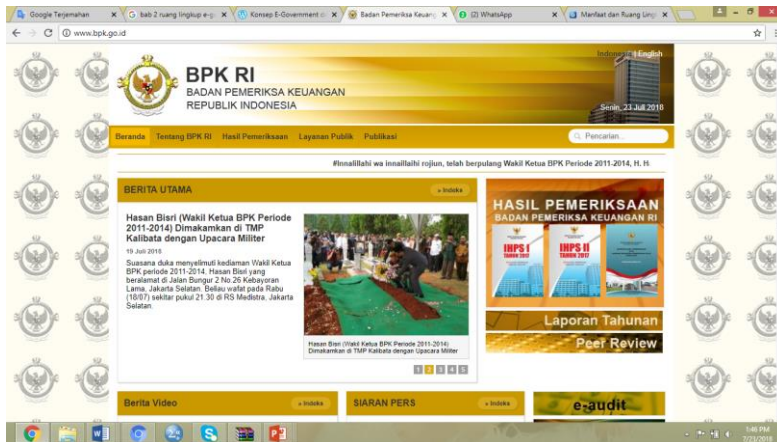 Google Terjemahan
bab 2 ruang lingkup e-g
Konsep E-Government d
Badan Pemeriksa Keuang
(2) WhatsApp
Manfaat dan Ruang Ling
www.bpk.go.id
Indonesia | English
BPK RI
BADAN PEMERIKSA KEUANGAN
REPUBLIK INDONESIA
Senin, 23 Juli 2018
Beranda Tentang BPK RI Hasil Pemeriksaan Layanan Publik Publikasi
Pencarian...
#Innalillahi wa innaillaihi rojiun, telah berpulang Wakil Ketua BPK Periode 2011-2014, H. H
BERITA UTAMA
» Indeks
Hasan Bisri (Wakil Ketua BPK Periode
2011-2014) Dimakamkan di TMP
Kalibata dengan Upacara Militer
19 Juli 2018
Suasana duka menyelimuti kediaman Wakil Ketua
BPK periode 2011-2014, Hasan Bisri yang
beralamat di Jalan Bungur 2 No.26 Kebayoran
Lama, Jakarta Selatan. Beliau wafat pada Rabu
(18/07) sekitar pukul 21.30 di RS Medistra, Jakarta
Selatan.
Hasan Bisri (Wakil Ketua BPK Periode 2011-2014)
Dimakamkan di TMP Kalibata dengan Upacara Militer
1 2 3 4 5
HASIL PEMERIKSAAN
BADAN PEMERIKSA KEUANGAN RI
IHPS I
TAHUN 2017
IHPS II
TAHUN 2017
Laporan Tahunan
Peer Review
Berita Video
» Indeks
SIARAN PERS
» Indeks
e-audit
1:46 PM
7/23/2018